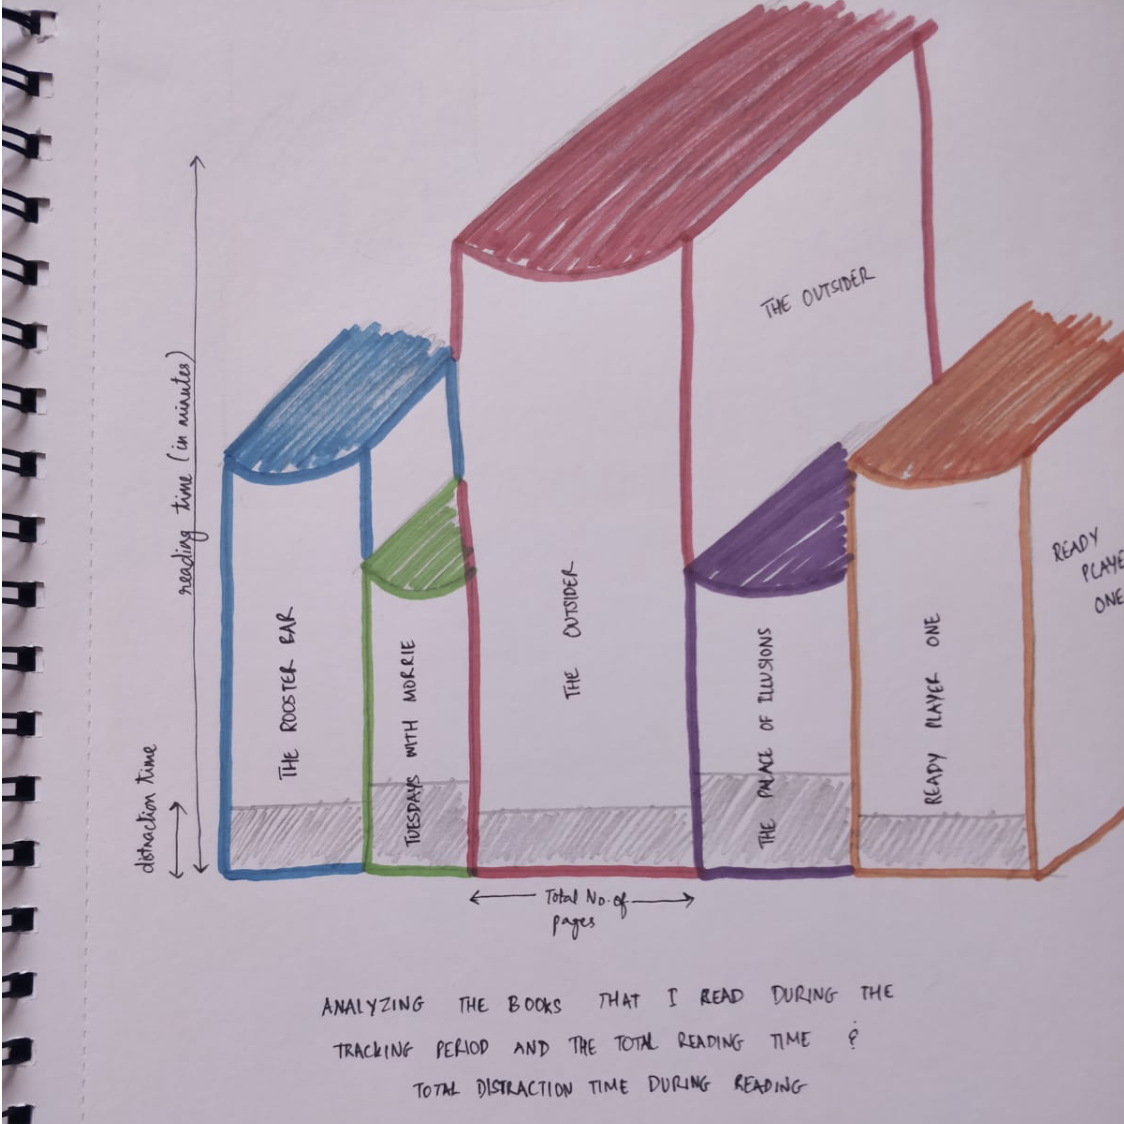 THE OUTSIDER
reading time (in minutes)
READY
PLAYE
ONE
THE ROOSTER BAR
TUESDAYS WITH MORRIE
THE OUTSIDER
THE PALACE OF ILLUSIONS
READY PLAYER ONE
distraction time
Total No. of
pages
ANALYZING THE BOOKS THAT I READ DURING THE
TRACKING PERIOD AND THE TOTAL READING TIME &
TOTAL DISTRACTION TIME DURING READING